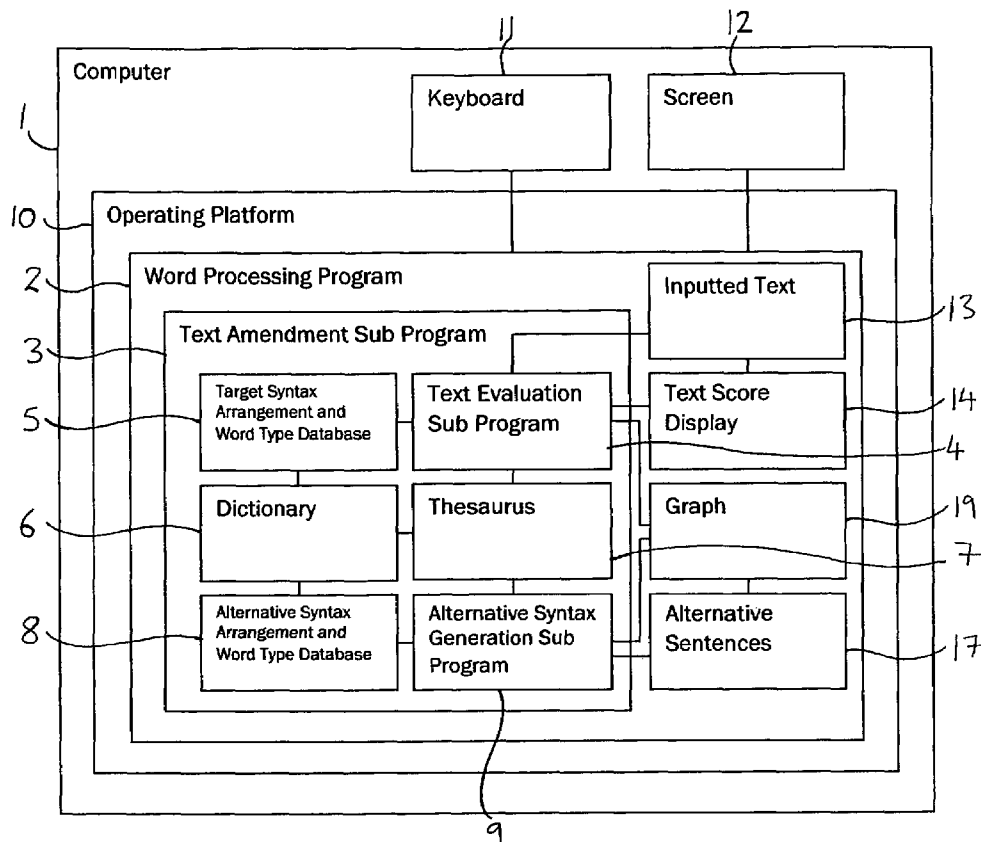 11
12
Computer
Keyboard
Screen
1
10
Operating Platform
2
Word Processing Program
Inputted Text
13
3
Text Amendment Sub Program
5
Target Syntax
Arrangement and
Word Type Database
Text Evaluation
Sub Program
Text Score
Display
14
4
6
Dictionary
Thesaurus
Graph
19
7
8
Alternative Syntax
Arrangement and
Word Type Database
Alternative Syntax
Generation Sub
Program
Alternative
Sentences
17
9